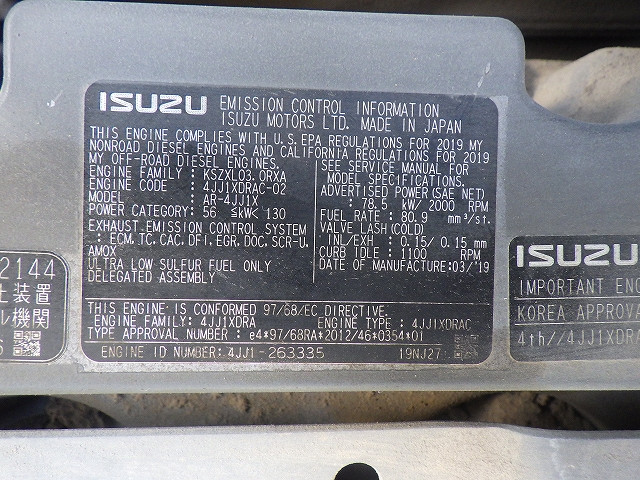 ISUZU EMISSION CONTROL INFORMATION
ISUZU MOTORS LTD. MADE IN JAPAN
THIS ENGINE COMPLIES WITH U.S.EPA REGULATIONS FOR 2019 MY
NONROAD DIESEL ENGINES AND CALIFORNIA REGULATIONS FOR 2019
MY OFF-ROAD DIESEL ENGINES.
ENGINE FAMILY : KSZXL03.0RXA
ENGINE CODE : 4JJ1XDRAC-02
MODEL : AR-4JJ1X
POWER CATEGORY: 56 ≦kW< 130
EXHAUST EMISSION CONTROL SYSTEM
: ECM,TC,CAC,DFI,EGR,DOC,SCR-U,
AMOX
ULTRA LOW SULFUR FUEL ONLY
DELEGATED ASSEMBLY
SEE SERVICE MANUAL FOR
MODEL SPECIFICATIONS.
ADVERTISED POWER(SAE NET)
: 78.5 kW/ 2000 RPM
FUEL RATE : 80.9 mm³/st.
VALVE LASH(COLD)
INL/EXH : 0.15/ 0.15 mm
CURB IDLE : 1100 RPM
DATE OF MANUFACTURE:03/'19
THIS ENGINE IS CONFORMED 97/68/EC DIRECTIVE.
ENGINE FAMILY: 4JJ1XDRA ENGINE TYPE : 4JJ1XDRAC
TYPE APPROVAL NUMBER : e4*97/68RA*2012/46*0354*01
ENGINE ID NUMBER: 4JJ1-263335 19NJ27
2144
装置
機関
6
ISUZU
IMPORTANT ENG
KOREA APPROVA
4th//4JJ1XDRA